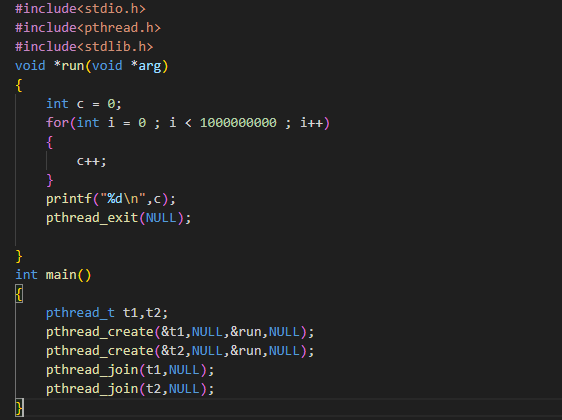 #include<stdio.h>
#include<pthread.h>
#include<stdlib.h>
void *run(void *arg)
{
    int c = 0;
    for(int i = 0 ; i < 1000000000 ; i++)
    {
        c++;
    }
    printf("%d\n",c);
    pthread_exit(NULL);

}
int main()
{
    pthread_t t1,t2;
    pthread_create(&t1,NULL,&run,NULL);
    pthread_create(&t2,NULL,&run,NULL);
    pthread_join(t1,NULL);
    pthread_join(t2,NULL);
}